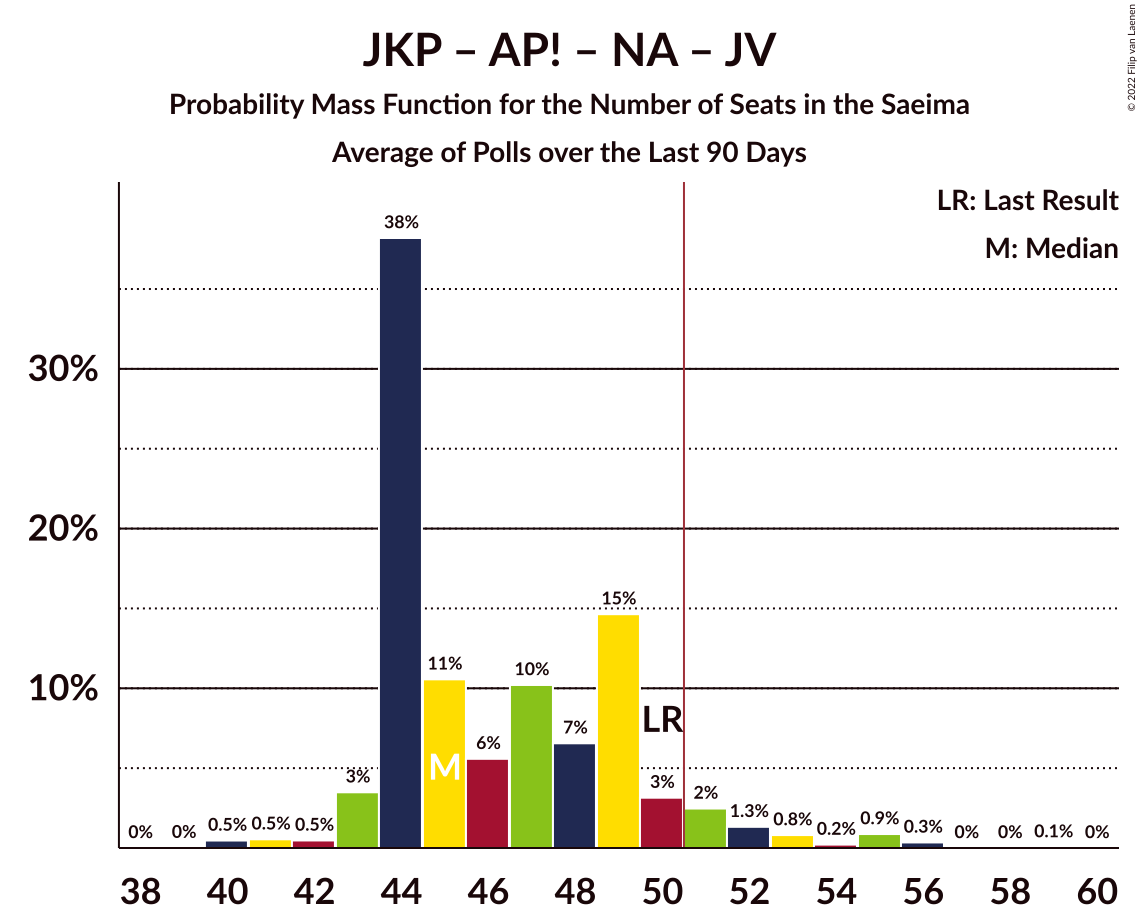 © 2022 Filip van Laenen
JKP – AP! – NA – JV
Probability Mass Function for the Number of Seats in the Saeima
Average of Polls over the Last 90 Days
LR: Last Result
M: Median
30%
20%
10%
0% 0% 0.5% 0.5% 0.5% 3% 38% 11% 6% 10% 7% 15% 3% 2% 1.3% 0.8% 0.2% 0.9% 0.3% 0% 0% 0.1% 0%
M
LR
38 40 42 44 46 48 50 52 54 56 58 60